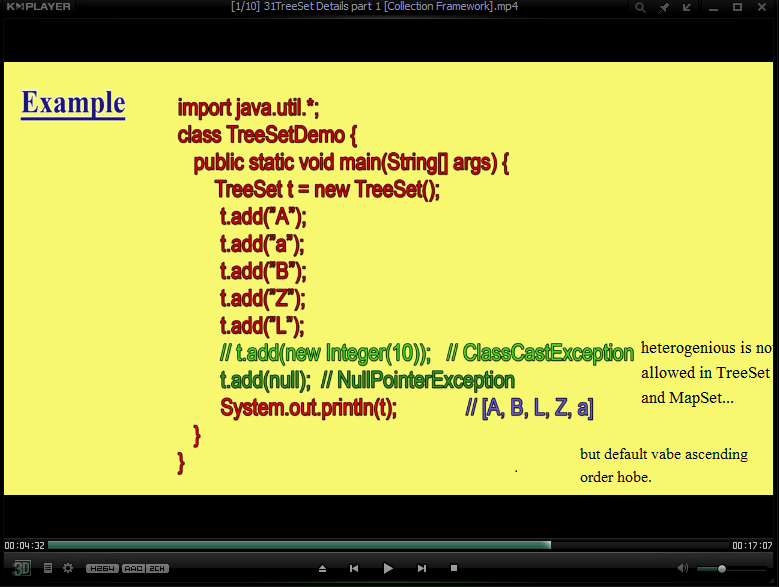 K·MPLAYER [1/10] 31TreeSet Details part 1 [Collection Framework].mp4
Example
import java.util.*;
class TreeSetDemo {
public static void main(String[] args) {
TreeSet t = new TreeSet();
t.add("A");
t.add("a");
t.add("B");
t.add("Z");
t.add("L");
// t.add(new Integer(10)); // ClassCastException
t.add(null); // NullPointerException
System.out.println(t); // [A, B, L, Z, a]
}
}
heterogenious is no
allowed in TreeSet
and MapSet...
but default vabe ascending
order hobe.
00:04:32 00:17:07
3D H264 AAC 2CH